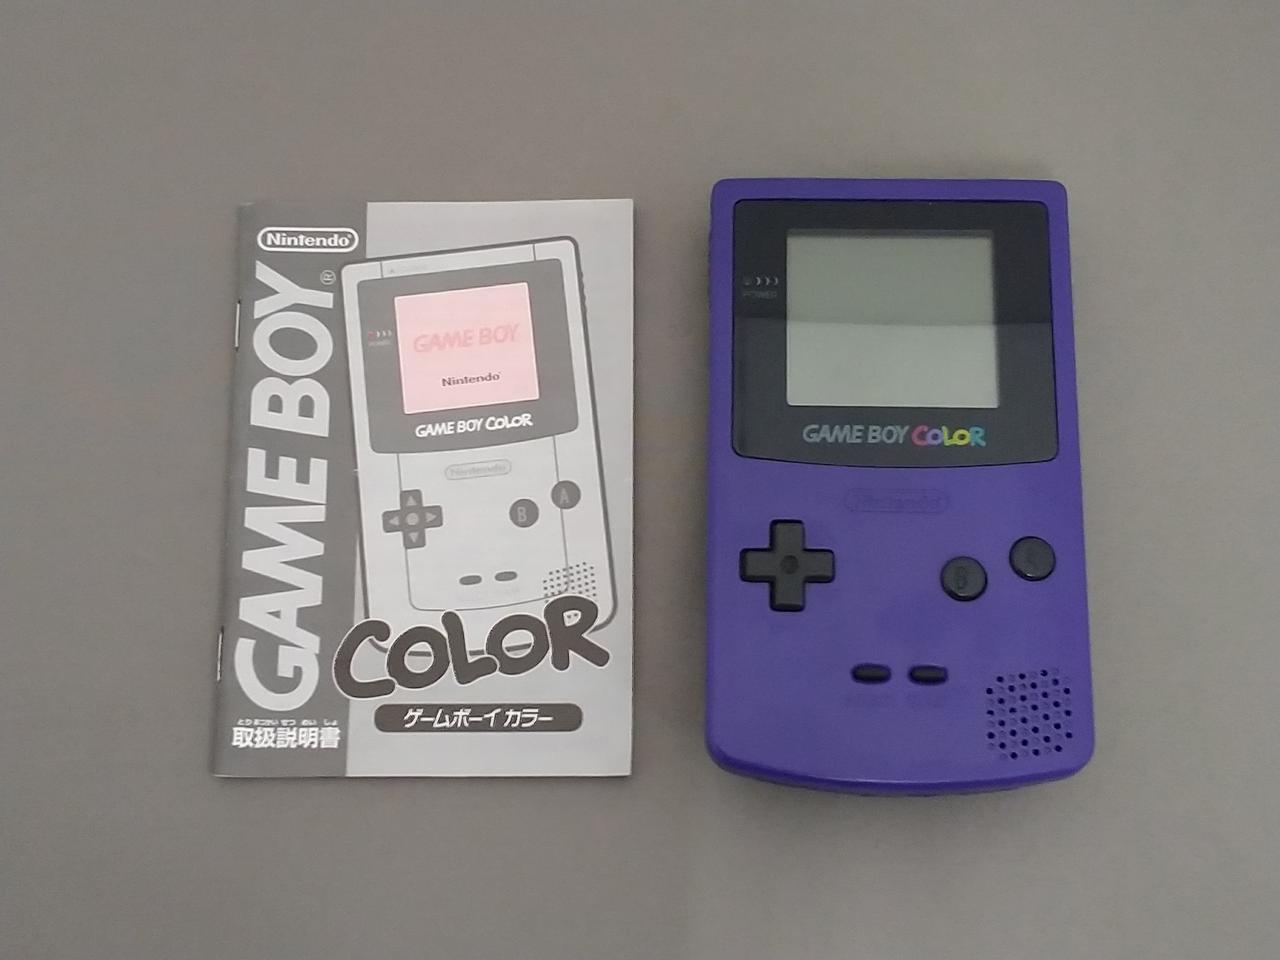 Nintendo
GAME BOY®
POWER
GAME BOY
Nintendo
GAME BOY COLOR
Nintendo
B
A
COLOR
ゲームボーイカラー
とりあつかい せつ めい しょ
取扱説明書
POWER
GAME BOY COLOR
Nintendo
B
A